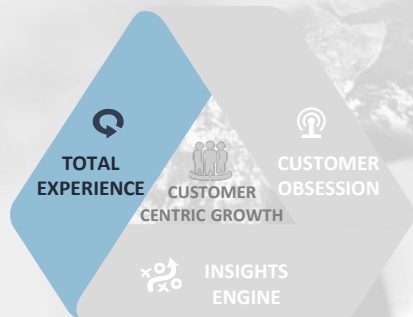 TOTAL
EXPERIENCE
CUSTOMER
OBSESSION
CUSTOMER
CENTRIC GROWTH
INSIGHTS
ENGINE